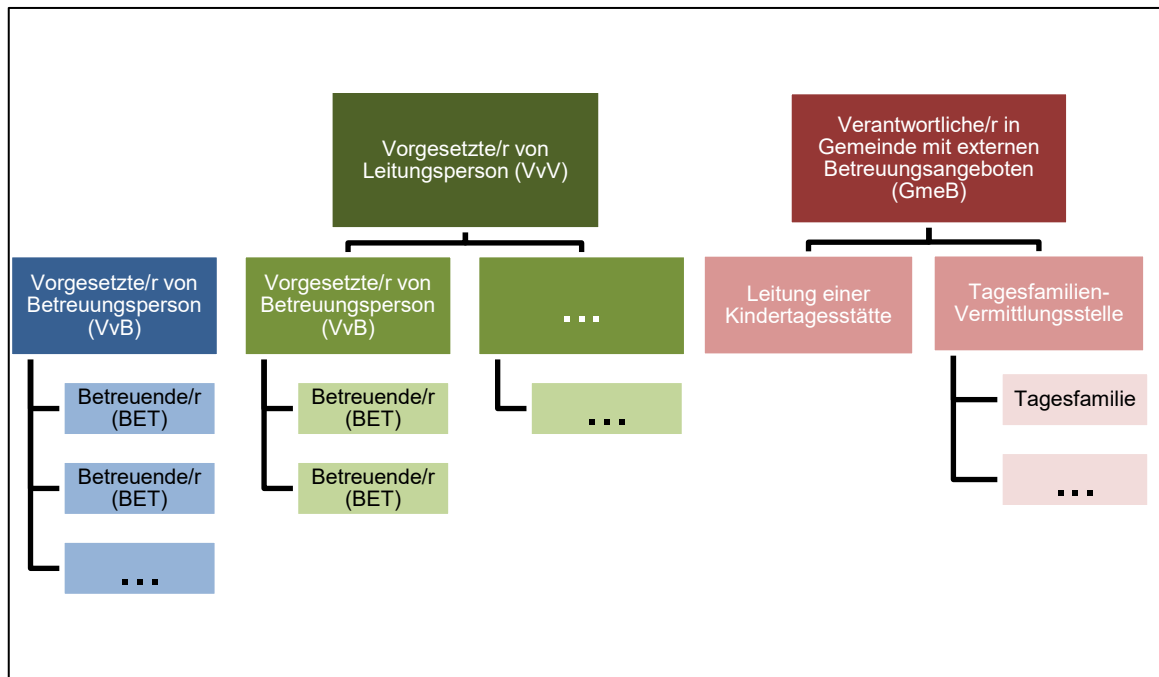 Vorgesetzte/r von
Leitungsperson (VvV)
Verantwortliche/r in
Gemeinde mit externen
Betreuungsangeboten
(GmeB)
Vorgesetzte/r von
Betreuungsperson
(VvB)
Vorgesetzte/r von
Betreuungsperson
(VvB)
...
Leitung einer
Kindertagesstätte
Tagesfamilien-
Vermittlungsstelle
Betreuende/r
(BET)
Betreuende/r
(BET)
...
Tagesfamilie
Betreuende/r
(BET)
Betreuende/r
(BET)
...
...